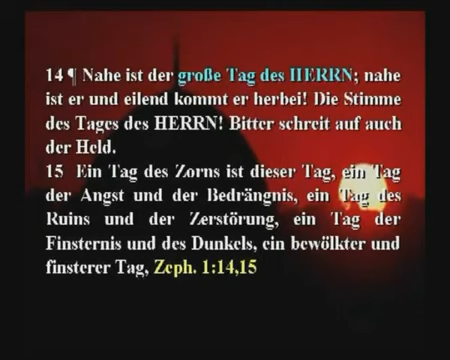 14 ¶ Nahe ist der große Tag des HERRN; nahe
ist er und eilend kommt er herbei! Die Stimme
des Tages des HERRN! Bitter schreit auf auch
der Held.
15 Ein Tag des Zorns ist dieser Tag, ein Tag
der Angst und der Bedrängnis, ein Tag des
Ruins und der Zerstörung, ein Tag der
Finsternis und des Dunkels, ein bewölkter und
finsterer Tag, Zeph. 1:14,15